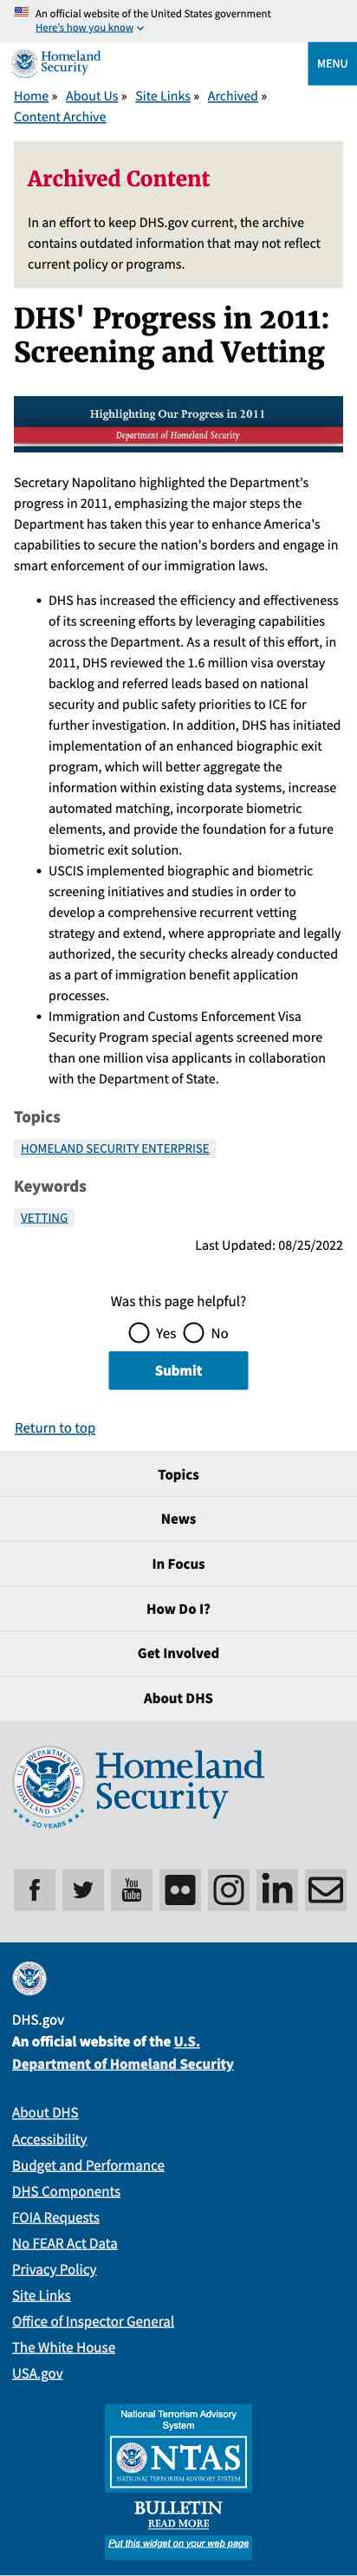 An official website of the United States government
Here's how you know
Homeland
Security
MENU
Home » About Us » Site Links » Archived »
Content Archive
Archived Content
In an effort to keep DHS.gov current, the archive
contains outdated information that may not reflect
current policy or programs.
DHS' Progress in 2011:
Screening and Vetting
Highlighting Our Progress in 2011
Department of Homeland Security
Secretary Napolitano highlighted the Department's
progress in 2011, emphasizing the major steps the
Department has taken this year to enhance America's
capabilities to secure the nation's borders and engage in
smart enforcement of our immigration laws.
• DHS has increased the efficiency and effectiveness
of its screening efforts by leveraging capabilities
across the Department. As a result of this effort, in
2011, DHS reviewed the 1.6 million visa overstay
backlog and referred leads based on national
security and public safety priorities to ICE for
further investigation. In addition, DHS has initiated
implementation of an enhanced biographic exit
program, which will better aggregate the
information within existing data systems, increase
automated matching, incorporate biometric
elements, and provide the foundation for a future
biometric exit solution.
• USCIS implemented biographic and biometric
screening initiatives and studies in order to
develop a comprehensive recurrent vetting
strategy and extend, where appropriate and legally
authorized, the security checks already conducted
as a part of immigration benefit application
processes.
• Immigration and Customs Enforcement Visa
Security Program special agents screened more
than one million visa applicants in collaboration
with the Department of State.
Topics
HOMELAND SECURITY ENTERPRISE
Keywords
VETTING
Last Updated: 08/25/2022
Was this page helpful?
Yes No
Submit
Return to top
Topics
News
In Focus
How Do I?
Get Involved
About DHS
U.S. DEPARTMENT OF
HOMELAND SECURITY
20 YEARS
Homeland
Security
You
Tube
DHS.gov
An official website of the U.S.
Department of Homeland Security
About DHS
Accessibility
Budget and Performance
DHS Components
FOIA Requests
No FEAR Act Data
Privacy Policy
Site Links
Office of Inspector General
The White House
USA.gov
National Terrorism Advisory
System
NTAS
NATIONAL TERRORISM ADVISORY SYSTEM
BULLETIN
READ MORE
Put this widget on your web page